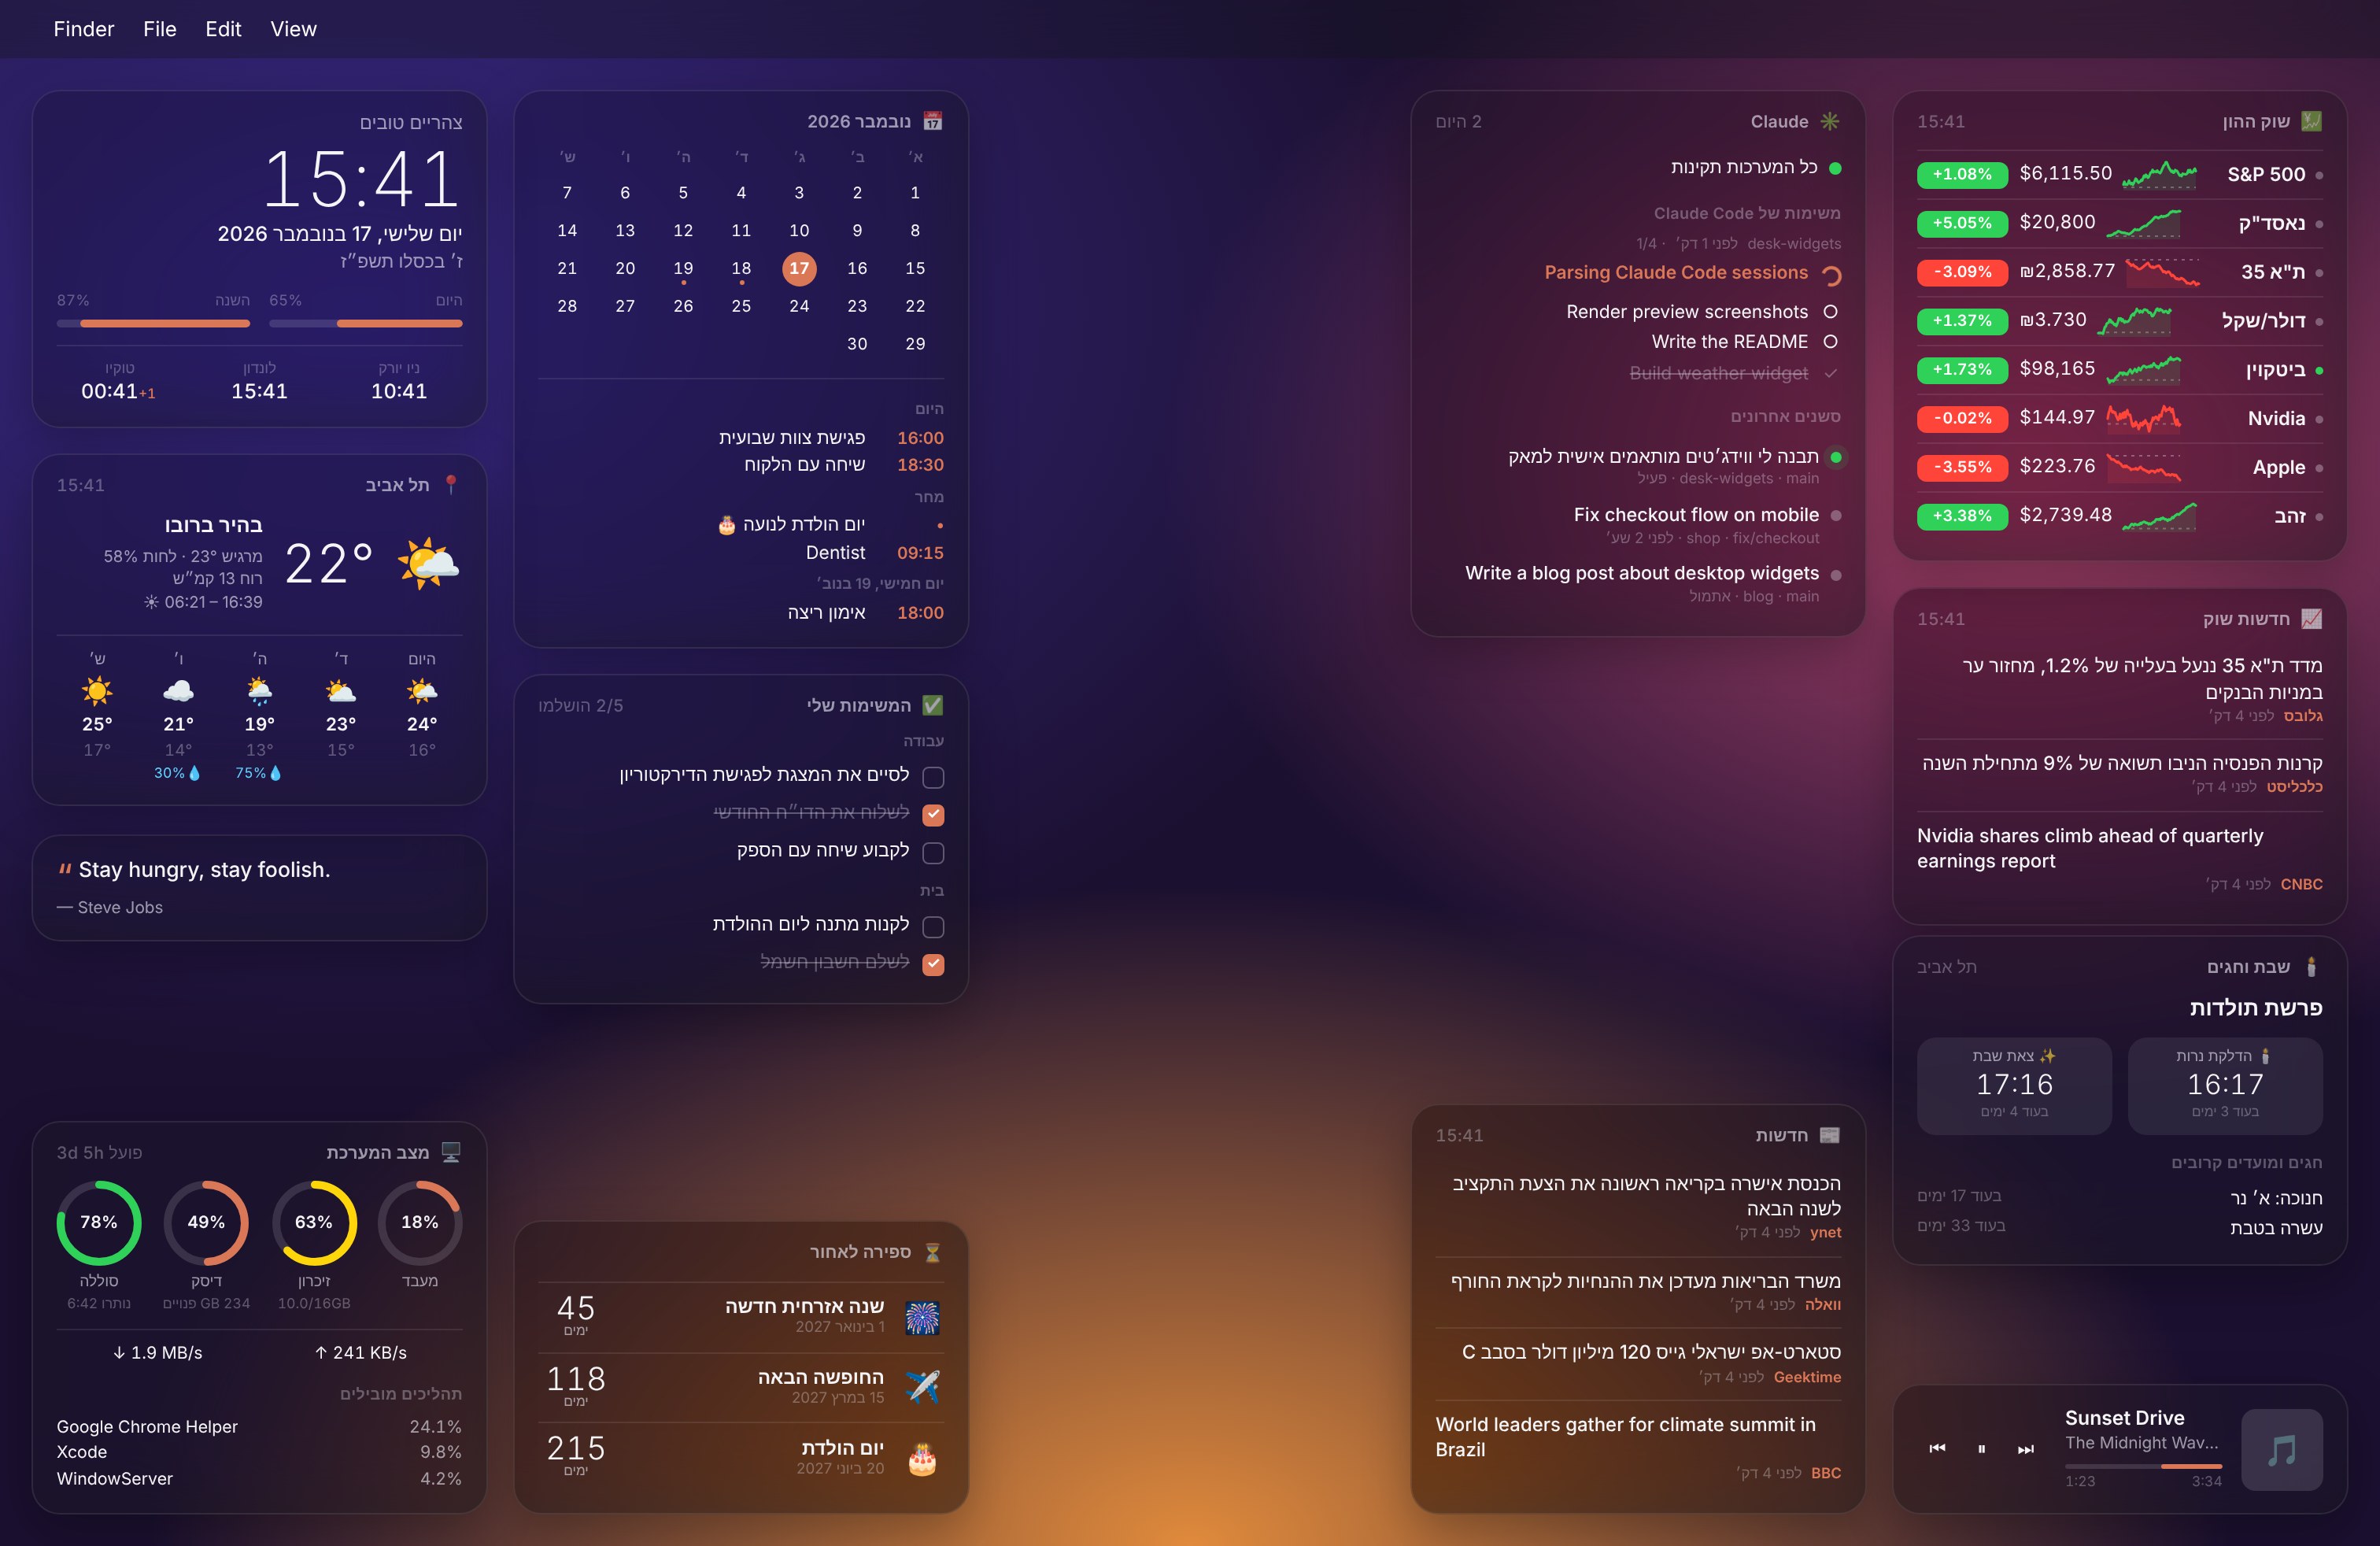 Finder File Edit View
צהריים טובים
15:41
יום שלישי, 17 בנובמבר 2026
ז׳ בכסלו תשפ״ז
היום 65% השנה 87%
ניו יורק לונדון טוקיו
10:41 15:41 00:41+1
תל אביב 15:41
22°
בהיר ברובו
מרגיש 23° · לחות 58%
רוח 13 קמ״ש
☀ 06:21 – 16:39
היום ד׳ ה׳ ו׳ ש׳
24° 23° 19° 21° 25°
16° 15° 13° 14° 17°
75% 30%
“ Stay hungry, stay foolish.
— Steve Jobs
מצב המערכת פועל 3d 5h
18% 63% 49% 78%
מעבד זיכרון דיסק סוללה
10.0/16GB 234 GB פנויים נותרו 6:42
↑ 241 KB/s ↓ 1.9 MB/s
תהליכים מובילים
Google Chrome Helper 24.1%
Xcode 9.8%
WindowServer 4.2%
נובמבר 2026
א׳ ב׳ ג׳ ד׳ ה׳ ו׳ ש׳
1 2 3 4 5 6 7
8 9 10 11 12 13 14
15 16 17 18 19 20 21
22 23 24 25 26 27 28
29 30
היום
16:00 פגישת צוות שבועית
18:30 שיחה עם הלקוח
מחר
• יום הולדת לנועה 🎂
09:15 Dentist
יום חמישי, 19 בנוב׳
18:00 אימון ריצה
המשימות שלי 2/5 הושלמו
עבודה
לסיים את המצגת לפגישת הדירקטוריון
לשלוח את הדו״ח החודשי
לקבוע שיחה עם הספק
בית
לקנות מתנה ליום ההולדת
לשלם חשבון חשמל
ספירה לאחור
שנה אזרחית חדשה 45
1 בינואר 2027 ימים
החופשה הבאה 118
15 במרץ 2027 ימים
יום הולדת 215
20 ביוני 2027 ימים
Claude 2 היום
כל המערכות תקינות
משימות של Claude Code
desk-widgets לפני 1 דק׳ · 1/4
Parsing Claude Code sessions
Render preview screenshots
Write the README
Build weather widget
סשנים אחרונים
תבנה לי ווידג׳טים מותאמים אישית למאק
פעיל · desk-widgets · main
Fix checkout flow on mobile
לפני 2 שע׳ · shop · fix/checkout
Write a blog post about desktop widgets
אתמול · blog · main
חדשות 15:41
הכנסת אישרה בקריאה ראשונה את הצעת התקציב
לשנה הבאה
ynet לפני 4 דק׳
משרד הבריאות מעדכן את ההנחיות לקראת החורף
וואלה לפני 4 דק׳
סטארט-אפ ישראלי גייס 120 מיליון דולר בסבב C
Geektime לפני 4 דק׳
World leaders gather for climate summit in
Brazil
BBC לפני 4 דק׳
שוק ההון 15:41
S&P 500 $6,115.50 +1.08%
נאסד"ק $20,800 +5.05%
ת"א 35 ₪2,858.77 -3.09%
דולר/שקל ₪3.730 +1.37%
ביטקוין $98,165 +1.73%
Nvidia $144.97 -0.02%
Apple $223.76 -3.55%
זהב $2,739.48 +3.38%
חדשות שוק 15:41
מדד ת"א 35 ננעל בעלייה של 1.2%, מחזור ער
במניות הבנקים
גלובס לפני 4 דק׳
קרנות הפנסיה הניבו תשואה של 9% מתחילת השנה
כלכליסט לפני 4 דק׳
Nvidia shares climb ahead of quarterly
earnings report
CNBC לפני 4 דק׳
שבת וחגים תל אביב
פרשת תולדות
הדלקת נרות צאת שבת
16:17 17:16
בעוד 3 ימים בעוד 4 ימים
חגים ומועדים קרובים
חנוכה: א׳ נר בעוד 17 ימים
עשרה בטבת בעוד 33 ימים
Sunset Drive
The Midnight Wav...
1:23 3:34